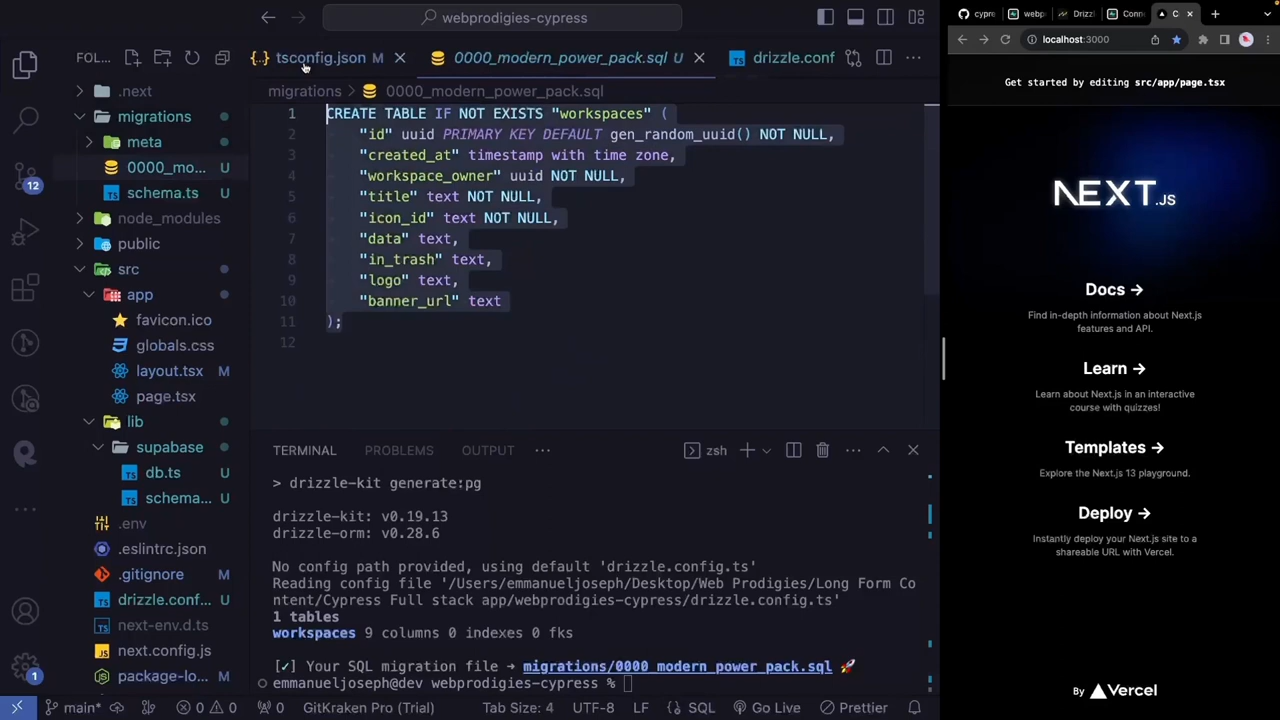 webprodigies-cypress
FOL...
tsconfig.json M
0000_modern_power_pack.sql U
drizzle.conf
migrations > 0000_modern_power_pack.sql
.next
migrations
meta
0000_mo... U
schema.ts U
node_modules
public
src
app
favicon.ico
globals.css
layout.tsx M
page.tsx
lib
supabase
db.ts U
schema... U
.env
.eslintrc.json
.gitignore M
drizzle.conf... U
next-env.d.ts
next.config.js
package-lo... M
12
1
1 CREATE TABLE IF NOT EXISTS "workspaces" (
2 "id" uuid PRIMARY KEY DEFAULT gen_random_uuid() NOT NULL,
3 "created_at" timestamp with time zone,
4 "workspace_owner" uuid NOT NULL,
5 "title" text NOT NULL,
6 "icon_id" text NOT NULL,
7 "data" text,
8 "in_trash" text,
9 "logo" text,
10 "banner_url" text
11 );
12
TERMINAL PROBLEMS OUTPUT ... zsh
> drizzle-kit generate:pg
drizzle-kit: v0.19.13
drizzle-orm: v0.28.6
No config path provided, using default 'drizzle.config.ts'
Reading config file '/Users/emmanueljoseph/Desktop/Web Prodigies/Long Form Co
ntent/Cypress Full stack app/webprodigies-cypress/drizzle.config.ts'
1 tables
workspaces 9 columns 0 indexes 0 fks
[✓] Your SQL migration file → migrations/0000_modern_power_pack.sql 🚀
emmanueljoseph@dev webprodigies-cypress %
main* 0 0 0 GitKraken Pro (Trial) Tab Size: 4 UTF-8 LF SQL Go Live Prettier
cypre webp Drizz Conne C
localhost:3000
Get started by editing src/app/page.tsx
NEXT.JS
Docs →
Find in-depth information about Next.js
features and API.
Learn →
Learn about Next.js in an interactive
course with quizzes!
Templates →
Explore the Next.js 13 playground.
Deploy →
Instantly deploy your Next.js site to a
shareable URL with Vercel.
By Vercel